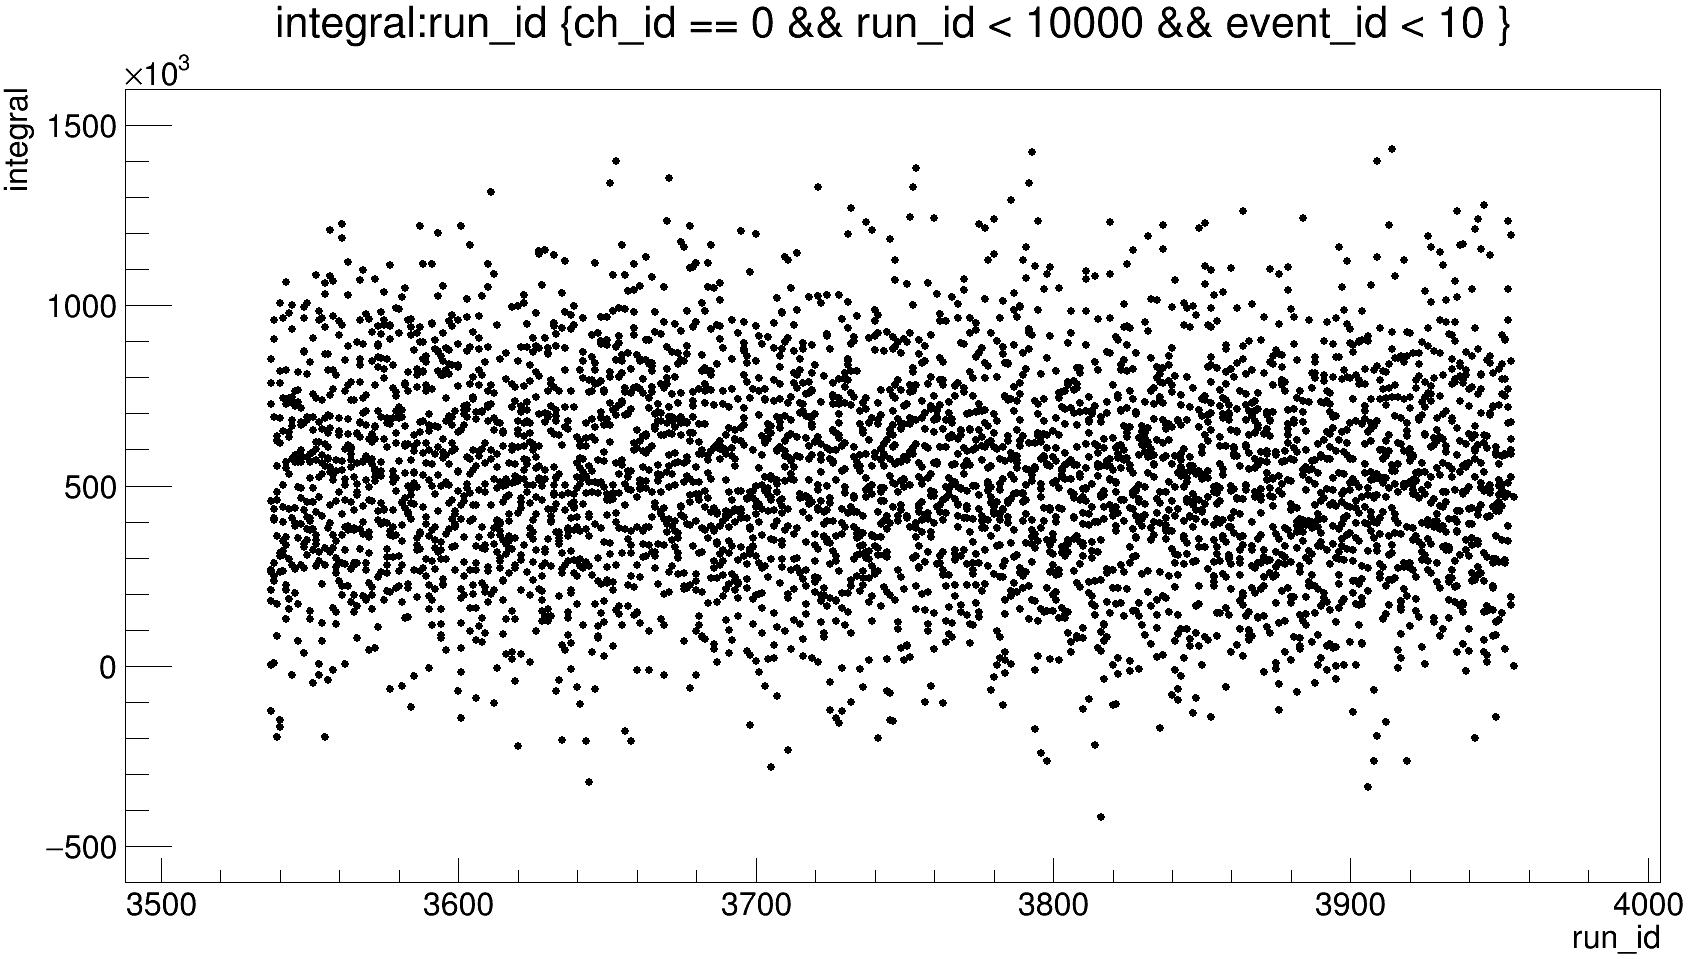 integral:run_id {ch_id == 0 && run_id < 10000 && event_id < 10 }
×10³
integral
1500
1000
500
0
−500
3500 3600 3700 3800 3900 4000
run_id